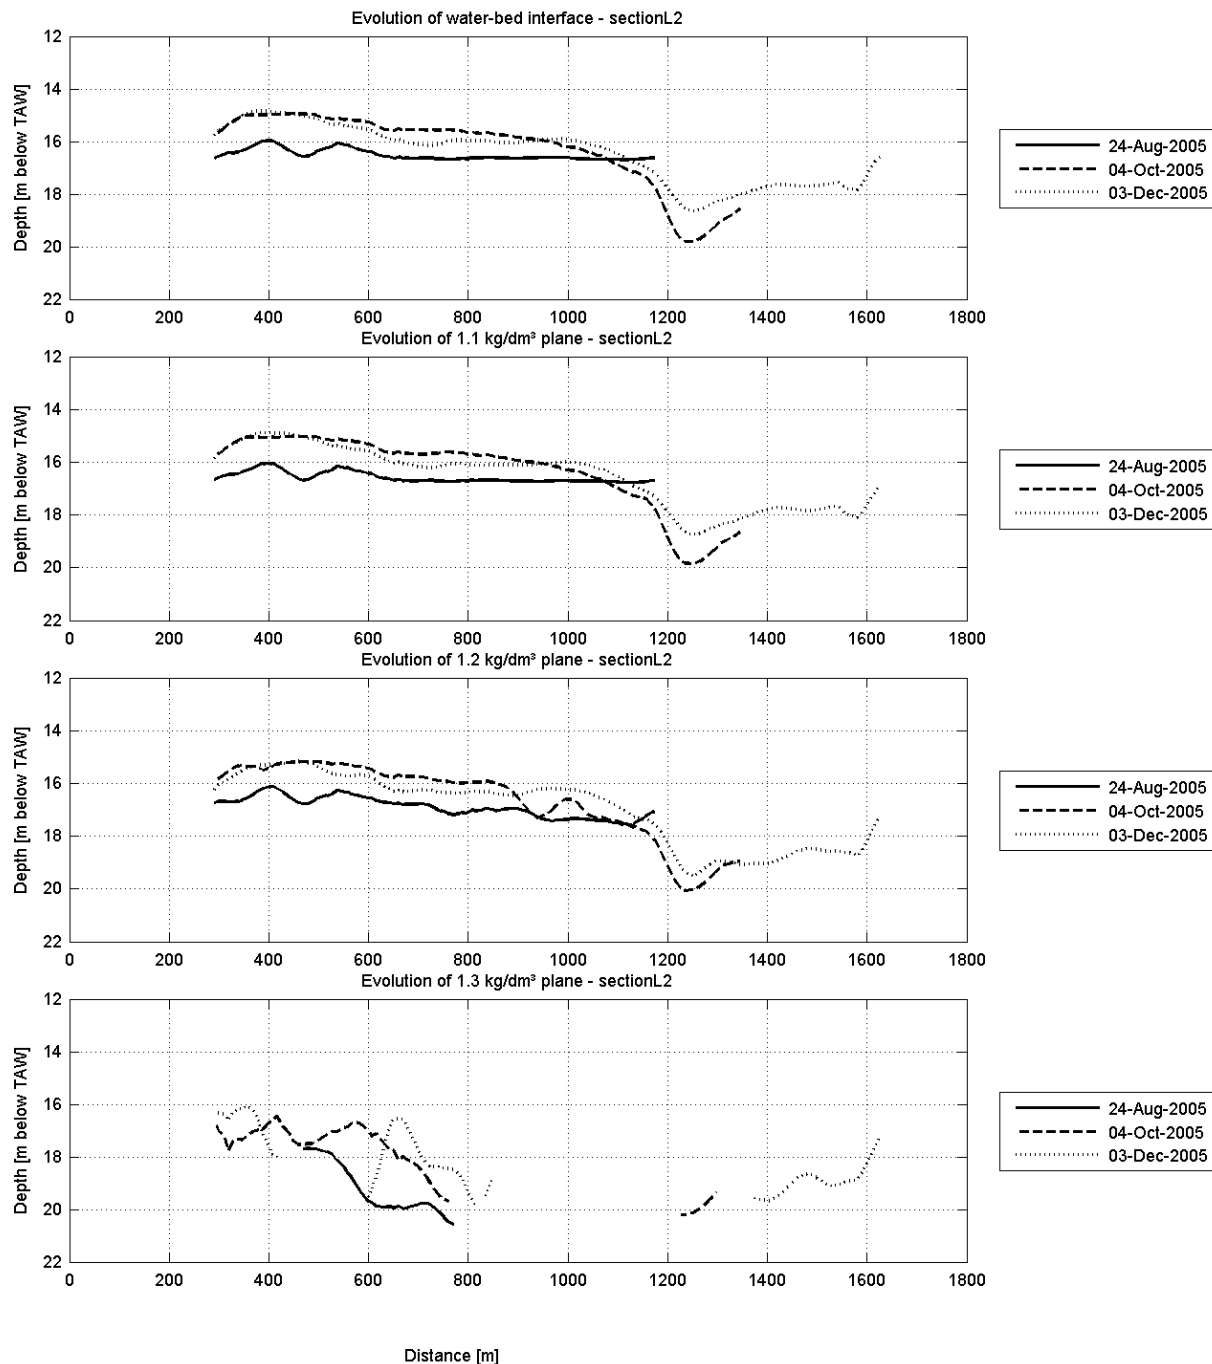 Evolution of water-bed interface - sectionL2
12
14
16
18
20
22
Depth [m below TAW]
0 200 400 600 800 1000 1200 1400 1600 1800
24-Aug-2005
04-Oct-2005
03-Dec-2005
Evolution of 1.1 kg/dm³ plane - sectionL2
12
14
16
18
20
22
Depth [m below TAW]
0 200 400 600 800 1000 1200 1400 1600 1800
24-Aug-2005
04-Oct-2005
03-Dec-2005
Evolution of 1.2 kg/dm³ plane - sectionL2
12
14
16
18
20
22
Depth [m below TAW]
0 200 400 600 800 1000 1200 1400 1600 1800
24-Aug-2005
04-Oct-2005
03-Dec-2005
Evolution of 1.3 kg/dm³ plane - sectionL2
12
14
16
18
20
22
Depth [m below TAW]
0 200 400 600 800 1000 1200 1400 1600 1800
24-Aug-2005
04-Oct-2005
03-Dec-2005
Distance [m]